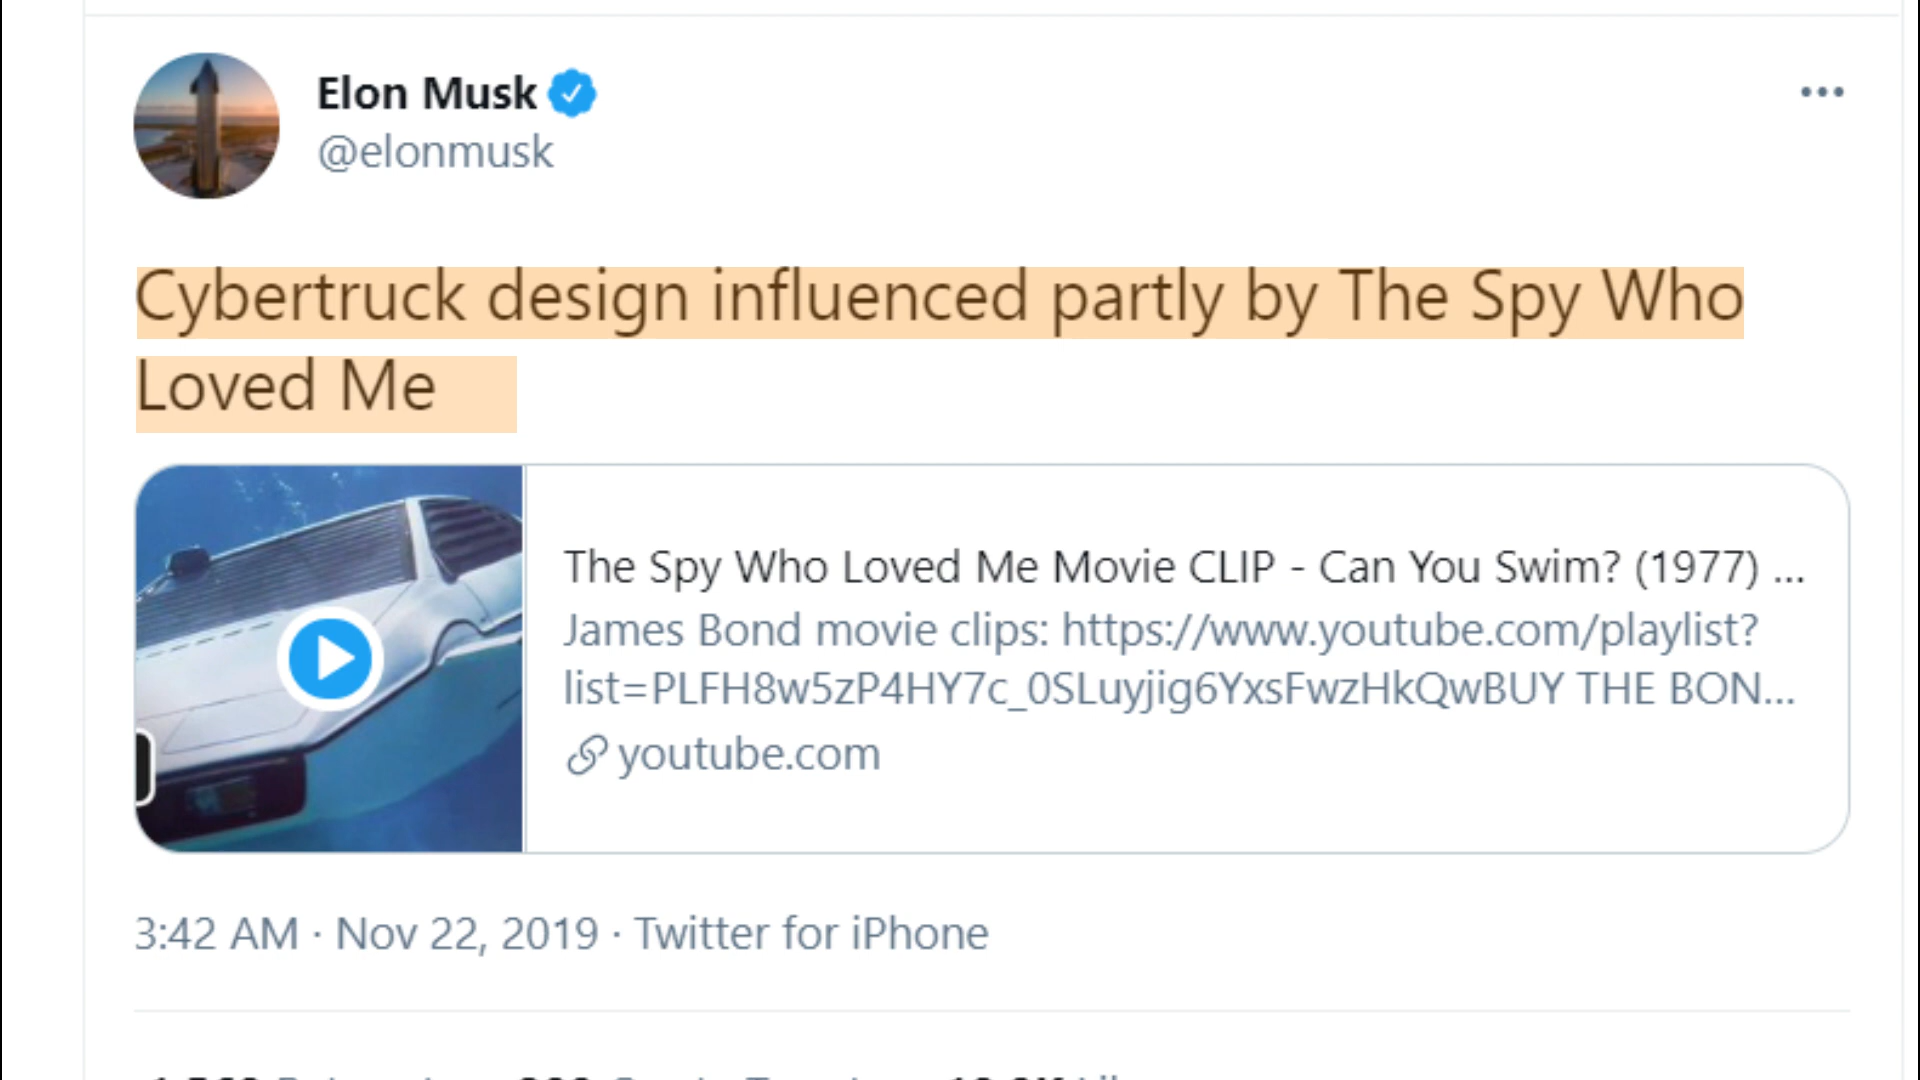 Elon Musk
@elonmusk
Cybertruck design influenced partly by The Spy Who
Loved Me
The Spy Who Loved Me Movie CLIP - Can You Swim? (1977) ...
James Bond movie clips: https://www.youtube.com/playlist?
list=PLFH8w5zP4HY7c_0SLuyjig6YxsFwzHkQwBUY THE BON...
youtube.com
3:42 AM · Nov 22, 2019 · Twitter for iPhone